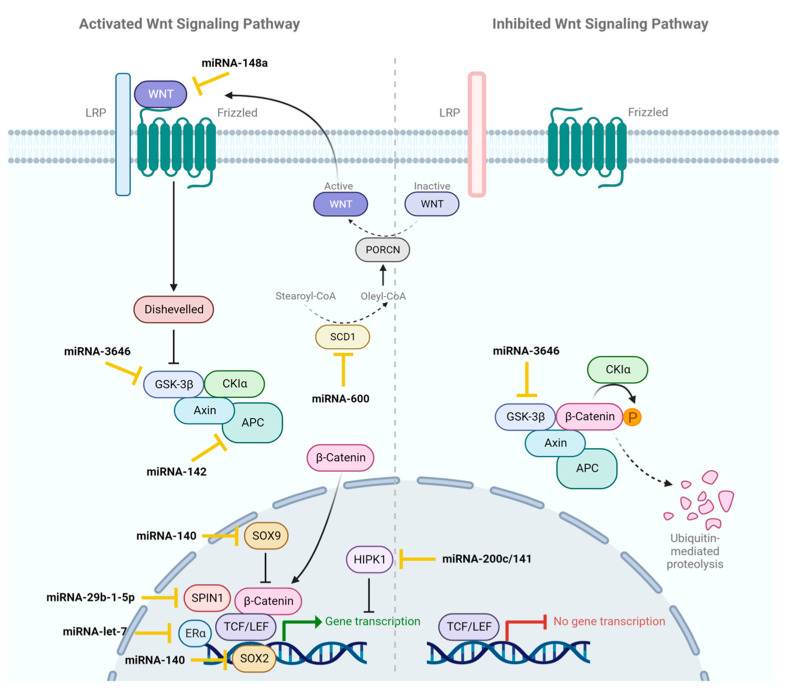 Activated Wnt Signaling Pathway
Inhibited Wnt Signaling Pathway
miRNA-148a
WNT
LRP
Frizzled
LRP
Frizzled
Active
WNT
Inactive
WNT
PORCN
Stearoyl-CoA
Oleyl-CoA
SCD1
miRNA-600
Dishevelled
miRNA-3646
GSK-3β
CKIα
Axin
APC
miRNA-142
miRNA-3646
CKIα
GSK-3β
β-Catenin
P
Axin
APC
Ubiquitin-
mediated
proteolysis
β-Catenin
miRNA-140
SOX9
HIPK1
miRNA-200c/141
miRNA-29b-1-5p
SPIN1
β-Catenin
miRNA-let-7
ERα
TCF/LEF
Gene transcription
miRNA-140
SOX2
TCF/LEF
No gene transcription